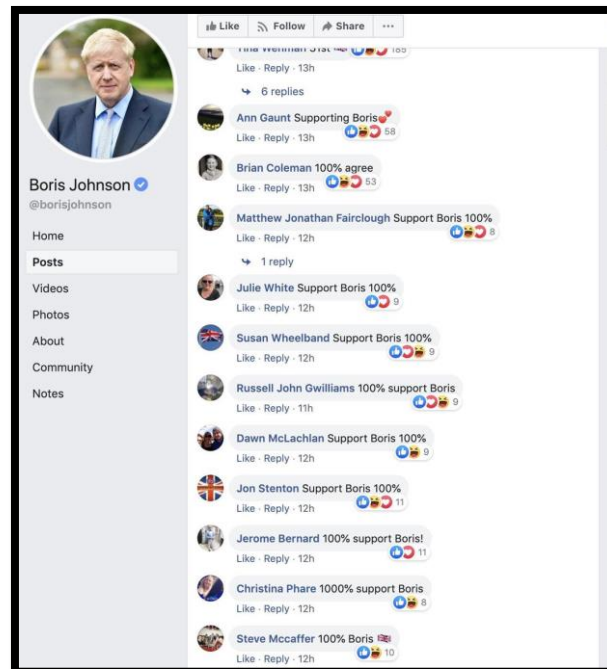 Like Follow Share ...
Tina Wenman 31st 165
Like · Reply · 13h
6 replies
Ann Gaunt Supporting Boris
58
Like · Reply · 13h
Brian Coleman 100% agree
Like · Reply · 13h 53
Boris Johnson
@borisjohnson
Home
Posts
Videos
Photos
About
Community
Notes
Matthew Jonathan Fairclough Support Boris 100%
Like · Reply · 12h 8
1 reply
Julie White Support Boris 100%
Like · Reply · 12h 9
Susan Wheelband Support Boris 100%
Like · Reply · 12h 9
Russell John Gwilliams 100% support Boris
Like · Reply · 11h 9
Dawn McLachlan Support Boris 100%
Like · Reply · 12h 9
Jon Stenton Support Boris 100%
Like · Reply · 12h 11
Jerome Bernard 100% support Boris!
Like · Reply · 12h 11
Christina Phare 1000% support Boris
Like · Reply · 12h 8
Steve Mccaffer 100% Boris
Like · Reply · 12h 10